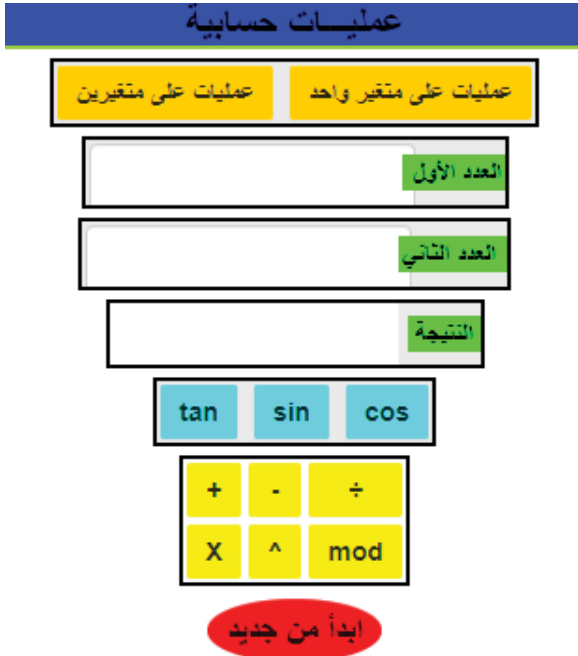 عمليـــات حسابية
عمليات على متغير واحد عمليات على متغيرين
العدد الأول
العدد الثاني
النتيجة
tan sin cos
+ - ÷
X ^ mod
ابدأ من جديد